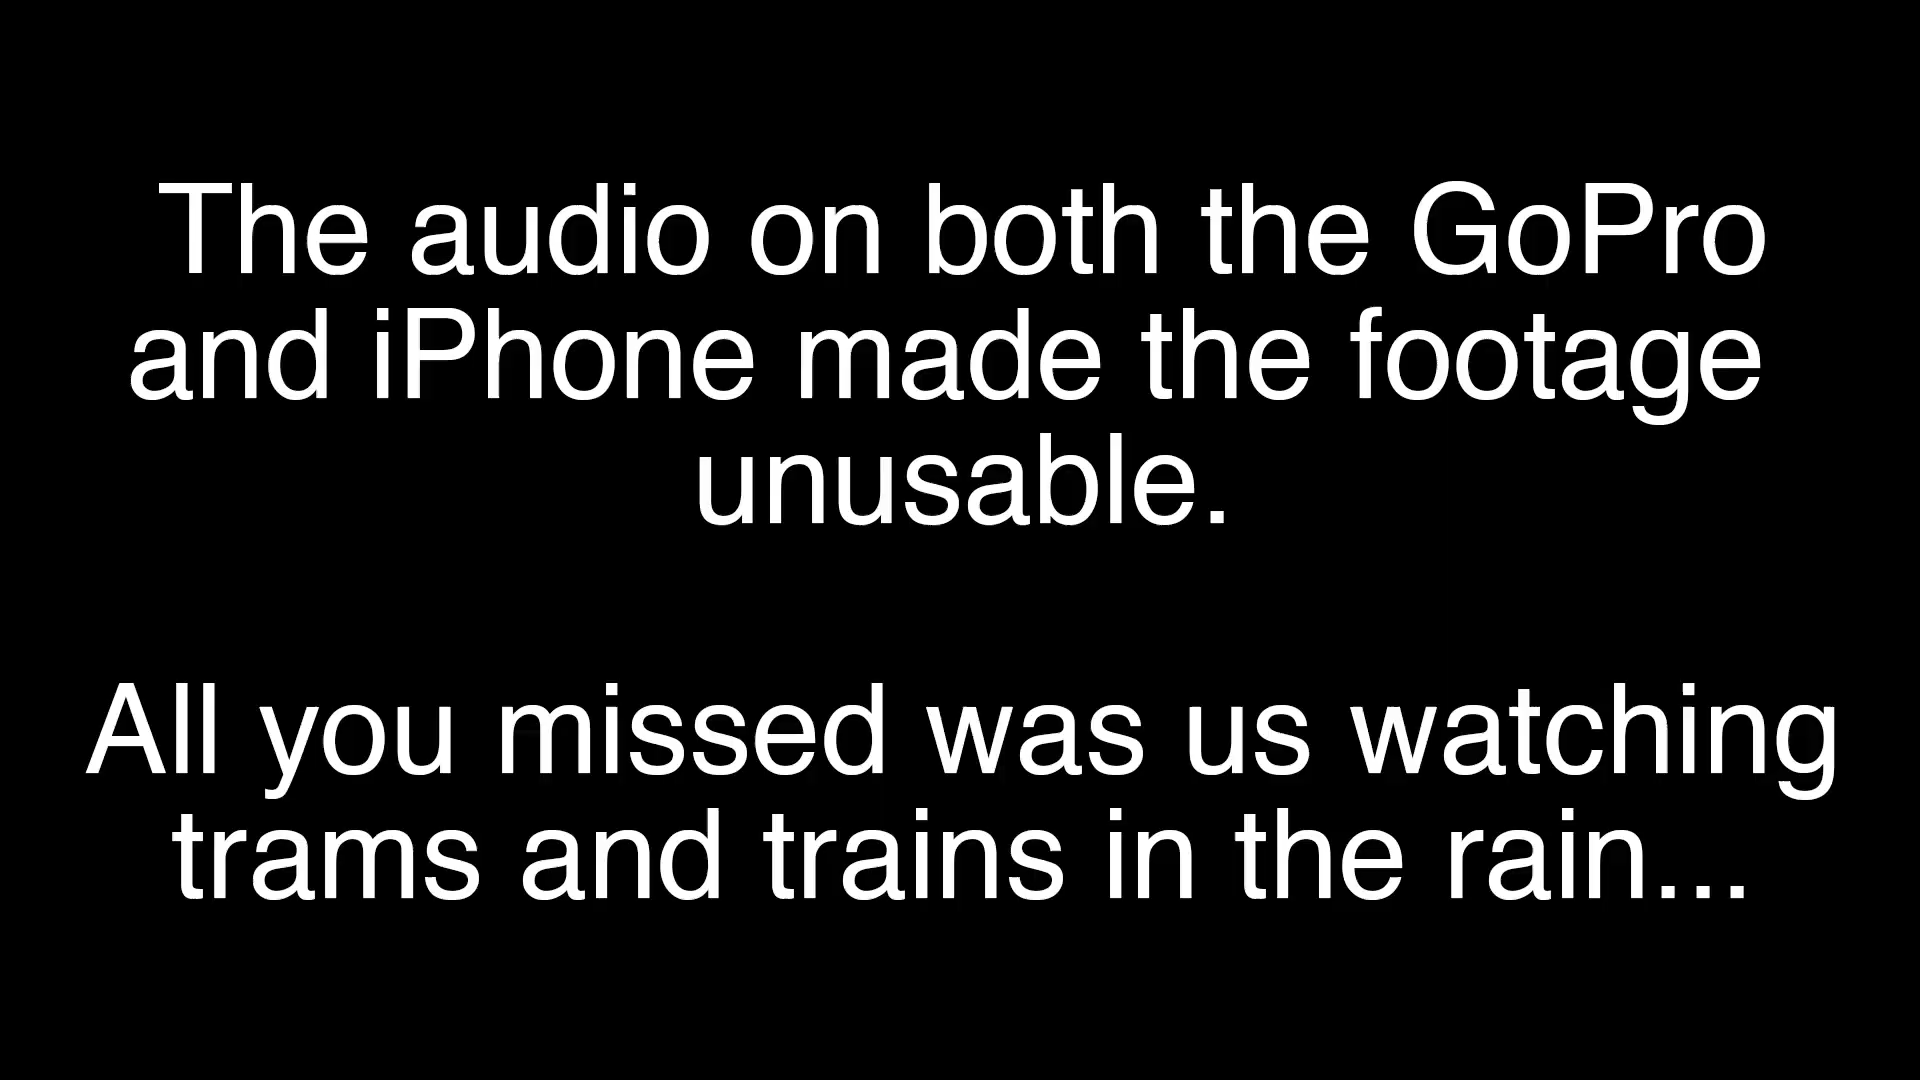 The audio on both the GoPro
and iPhone made the footage
unusable.
All you missed was us watching
trams and trains in the rain...